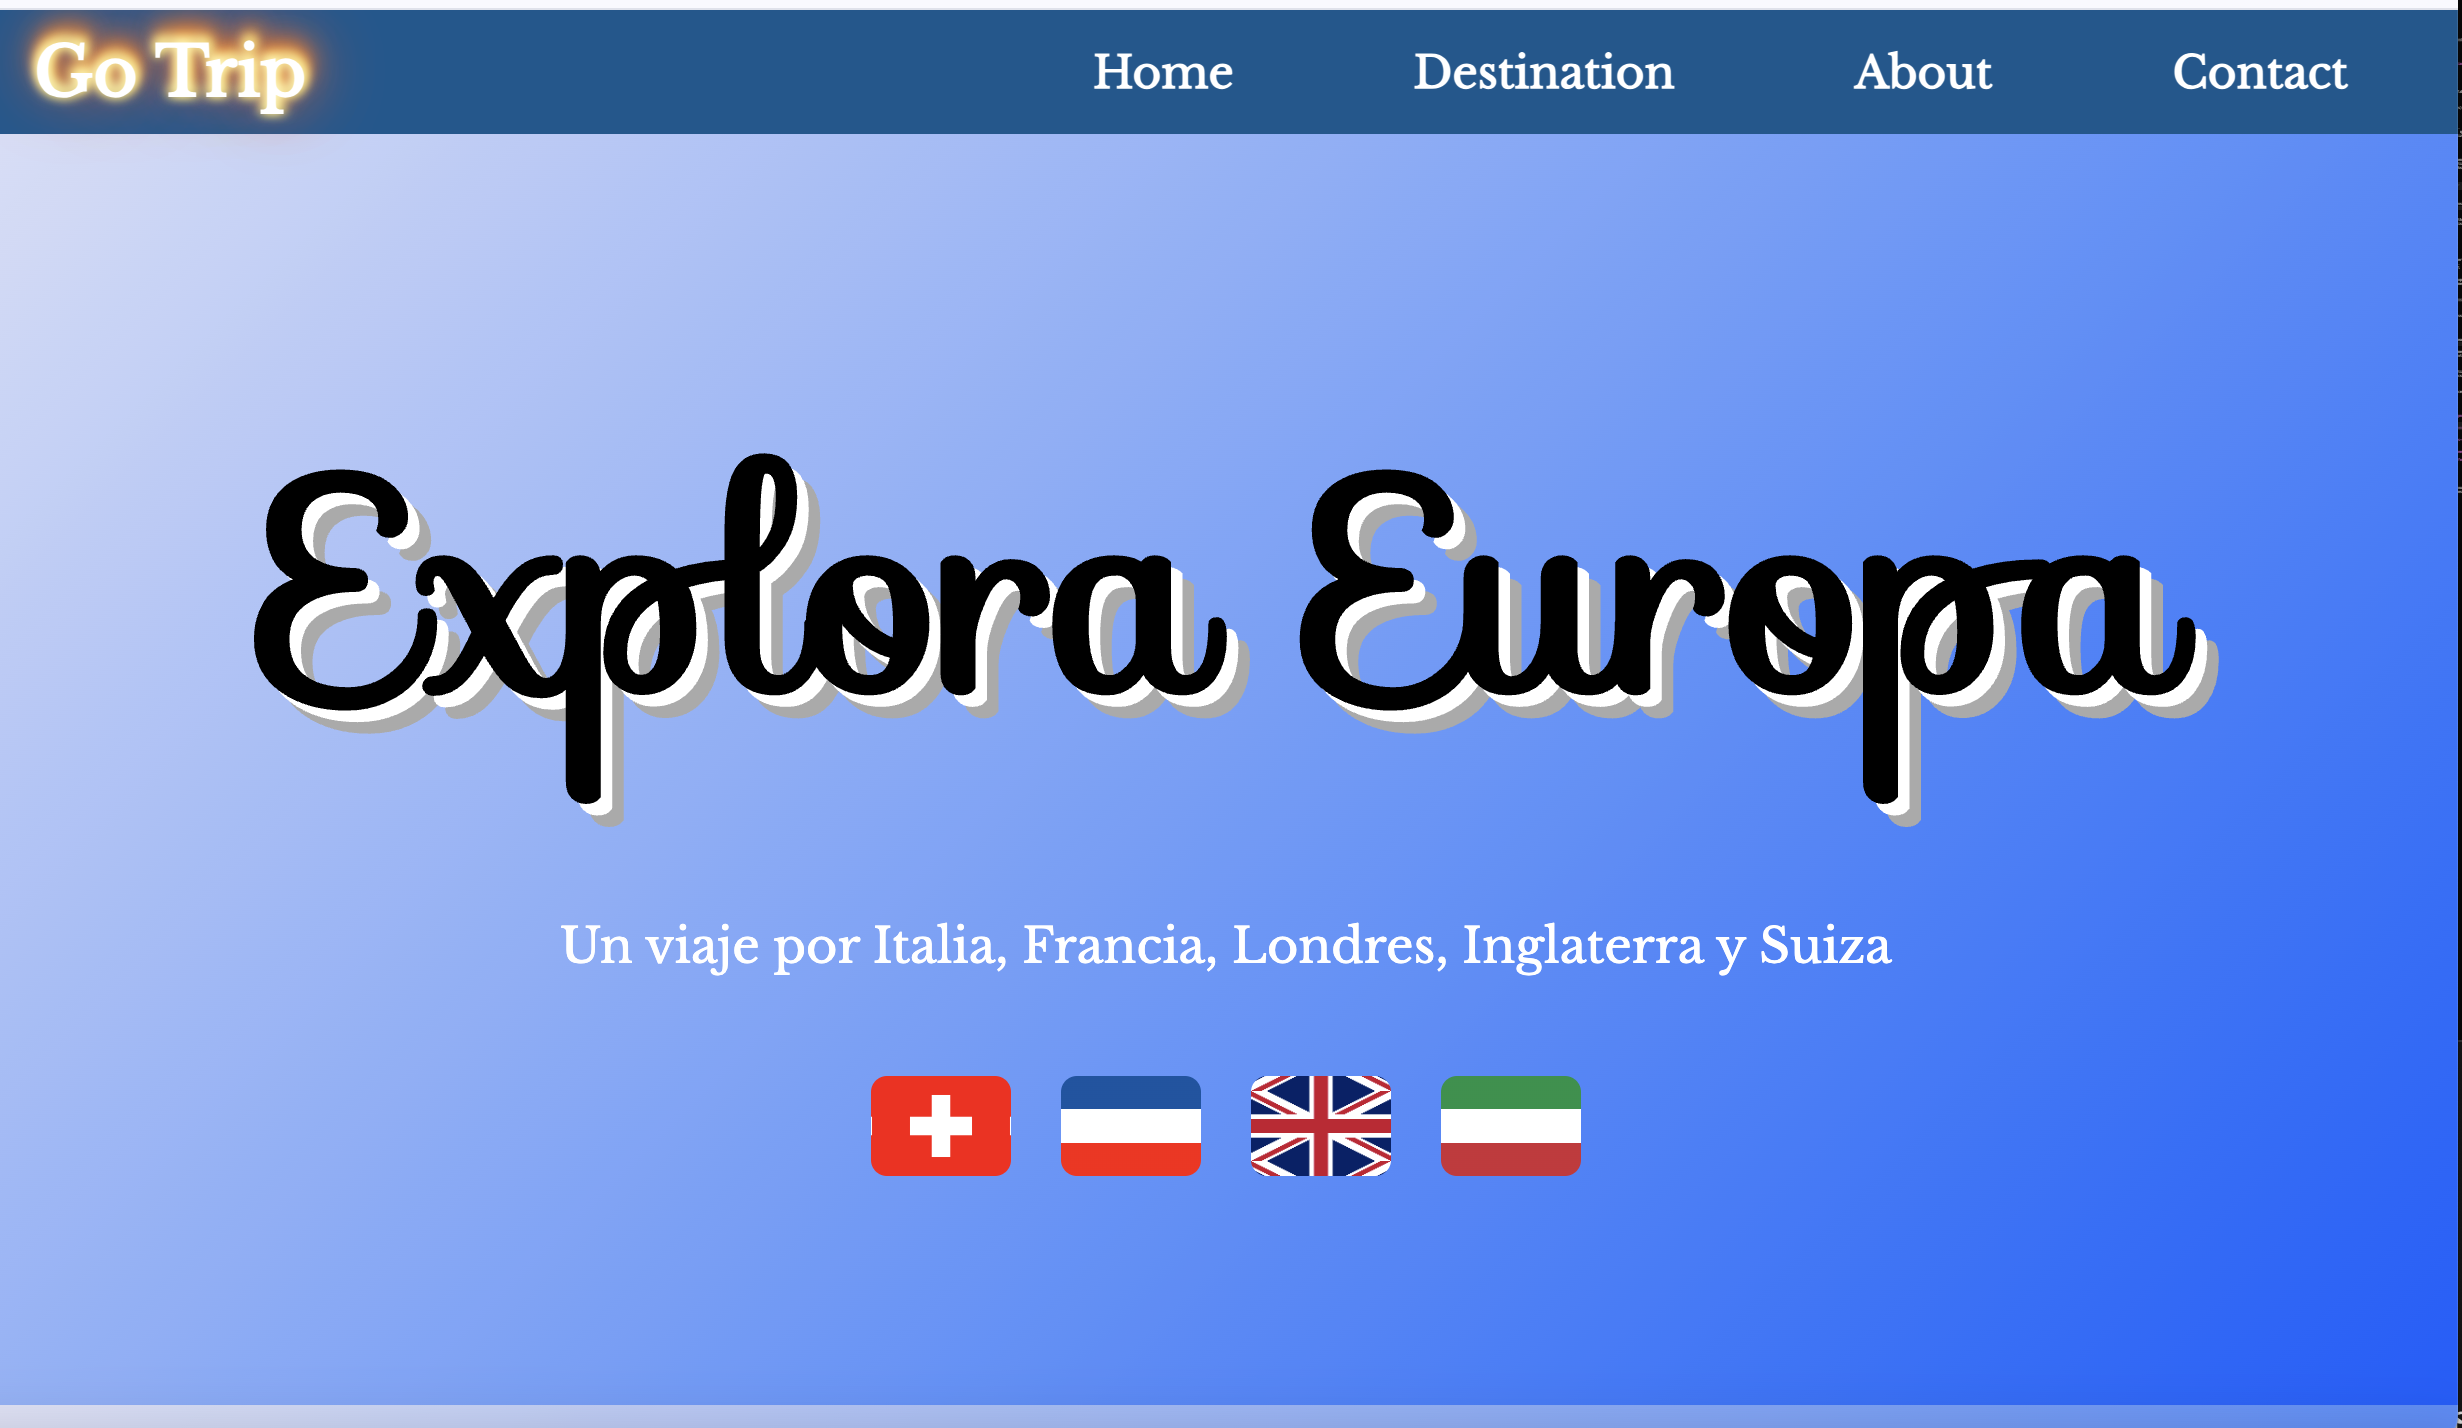 Go Trip
Home Destination About Contact
Explora Europa
Un viaje por Italia, Francia, Londres, Inglaterra y Suiza